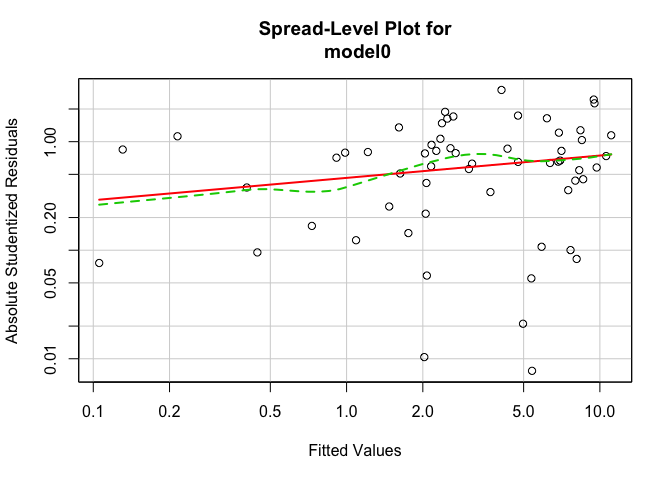 Spread-Level Plot for
model0
Absolute Studentized Residuals
1.00
0.20
0.05
0.01
0.1 0.2 0.5 1.0 2.0 5.0 10.0
Fitted Values